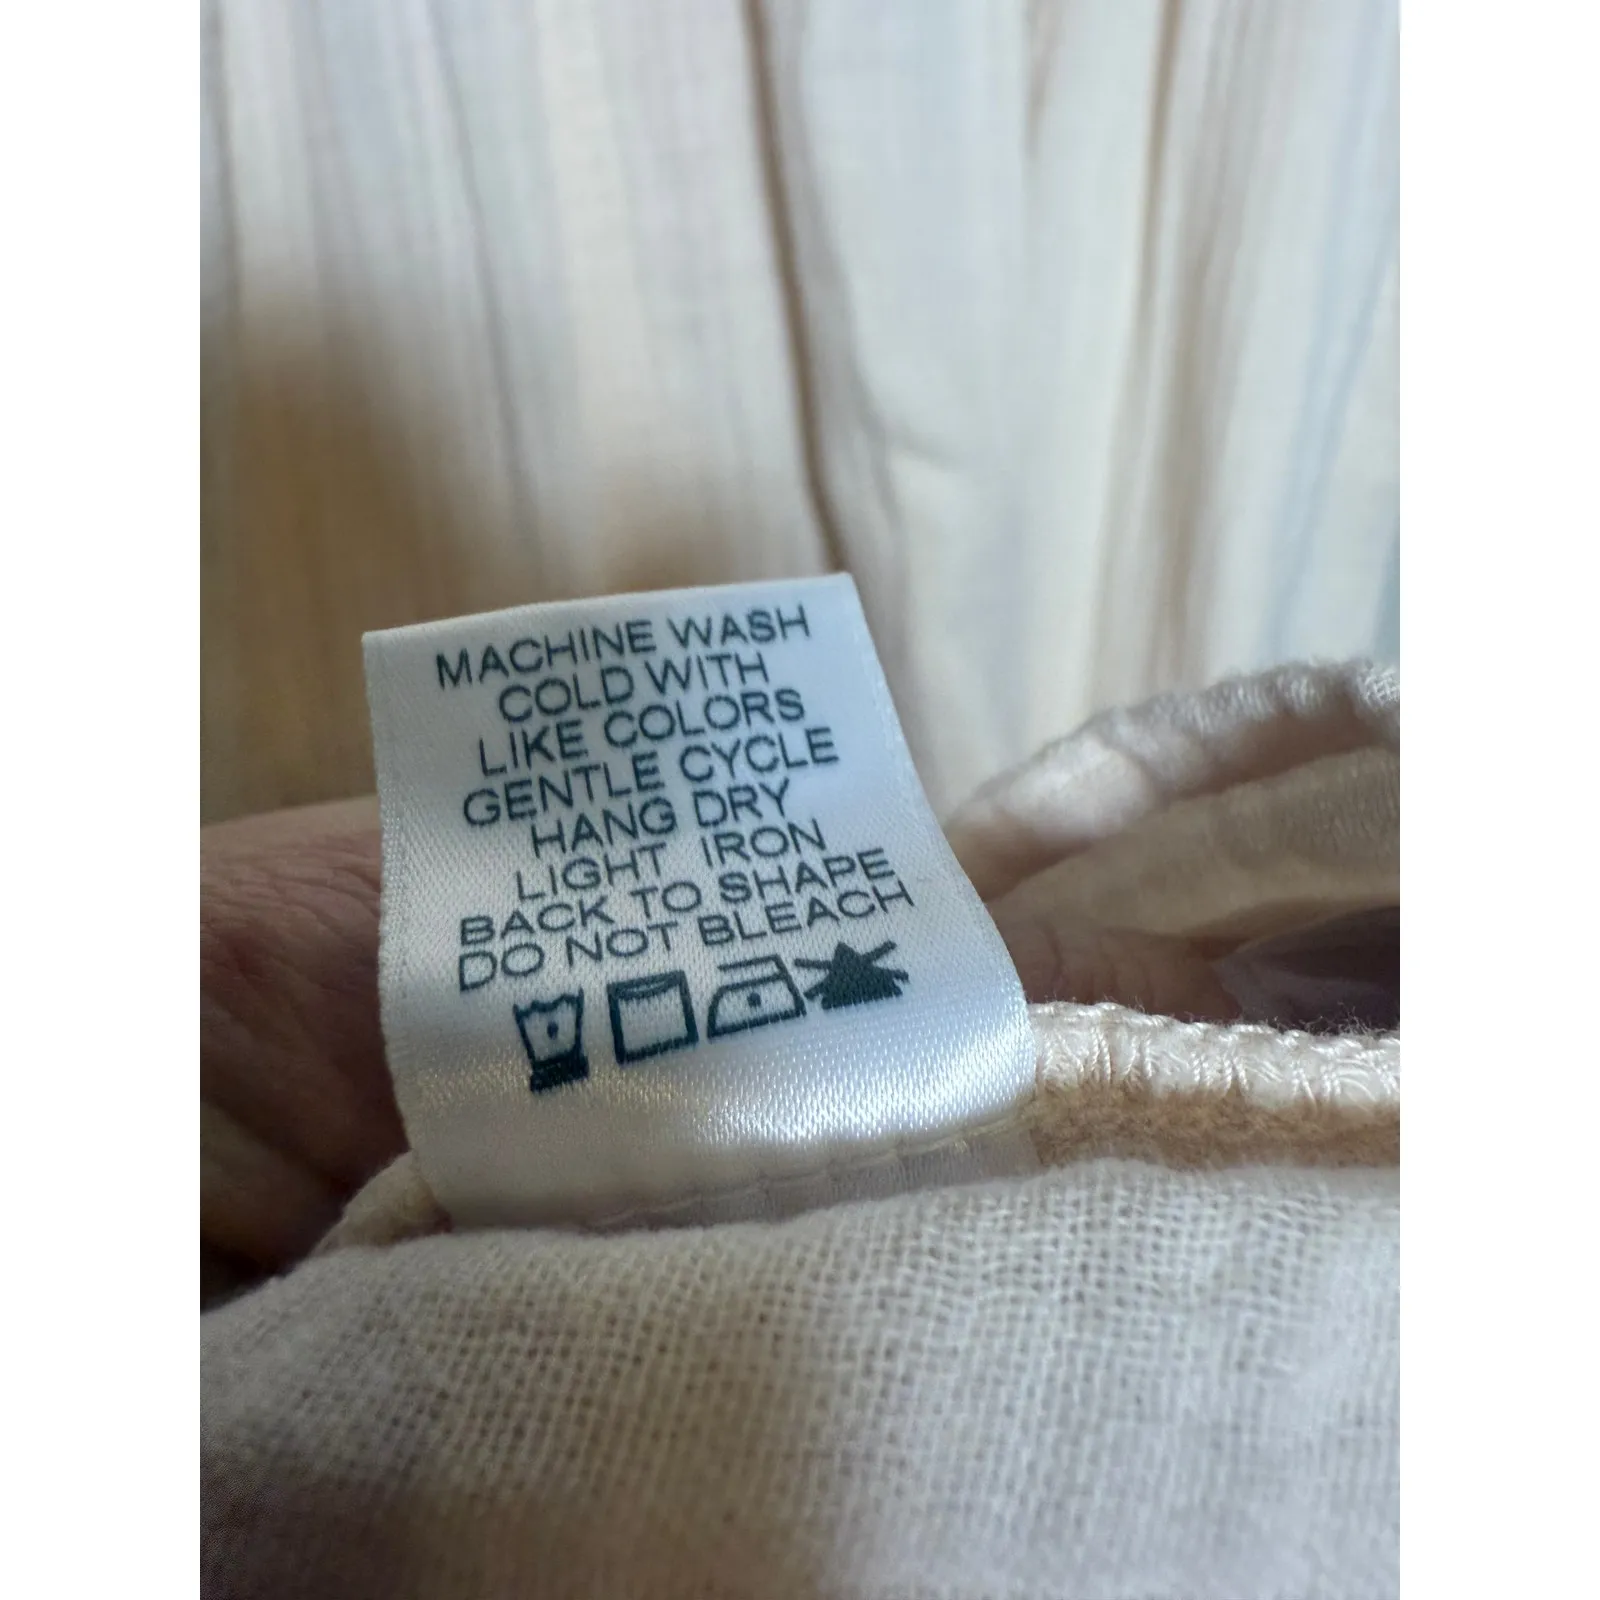 MACHINE WASH
COLD WITH
LIKE COLORS
GENTLE CYCLE
HANG DRY
LIGHT IRON
BACK TO SHAPE
DO NOT BLEACH